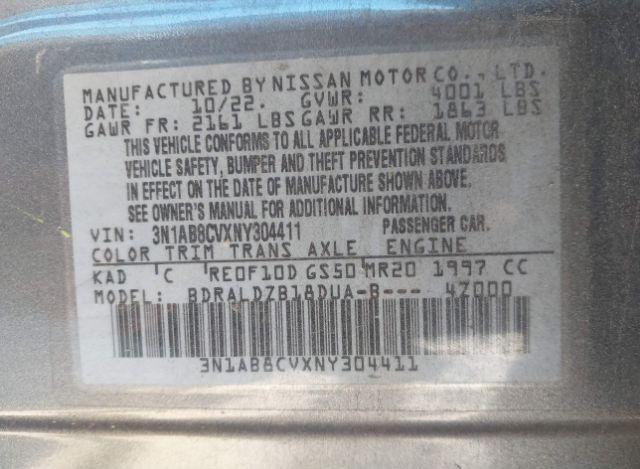 MANUFACTURED BY NISSAN MOTOR CO., LTD.
DATE: 10/22. GVWR: 4001 LBS
GAWR FR: 2161 LBS GAWR RR: 1863 LBS
THIS VEHICLE CONFORMS TO ALL APPLICABLE FEDERAL MOTOR
VEHICLE SAFETY, BUMPER AND THEFT PREVENTION STANDARDS
IN EFFECT ON THE DATE OF MANUFACTURE SHOWN ABOVE.
SEE OWNER'S MANUAL FOR ADDITIONAL INFORMATION.
VIN: 3N1AB8CVXNY304411 PASSENGER CAR.
COLOR TRIM TRANS AXLE ENGINE
KAD C RE0F10D GS50 MR20 1997 CC
MODEL: BDRALDZB18DUA-B--- 4Z000
3N1AB8CVXNY304411